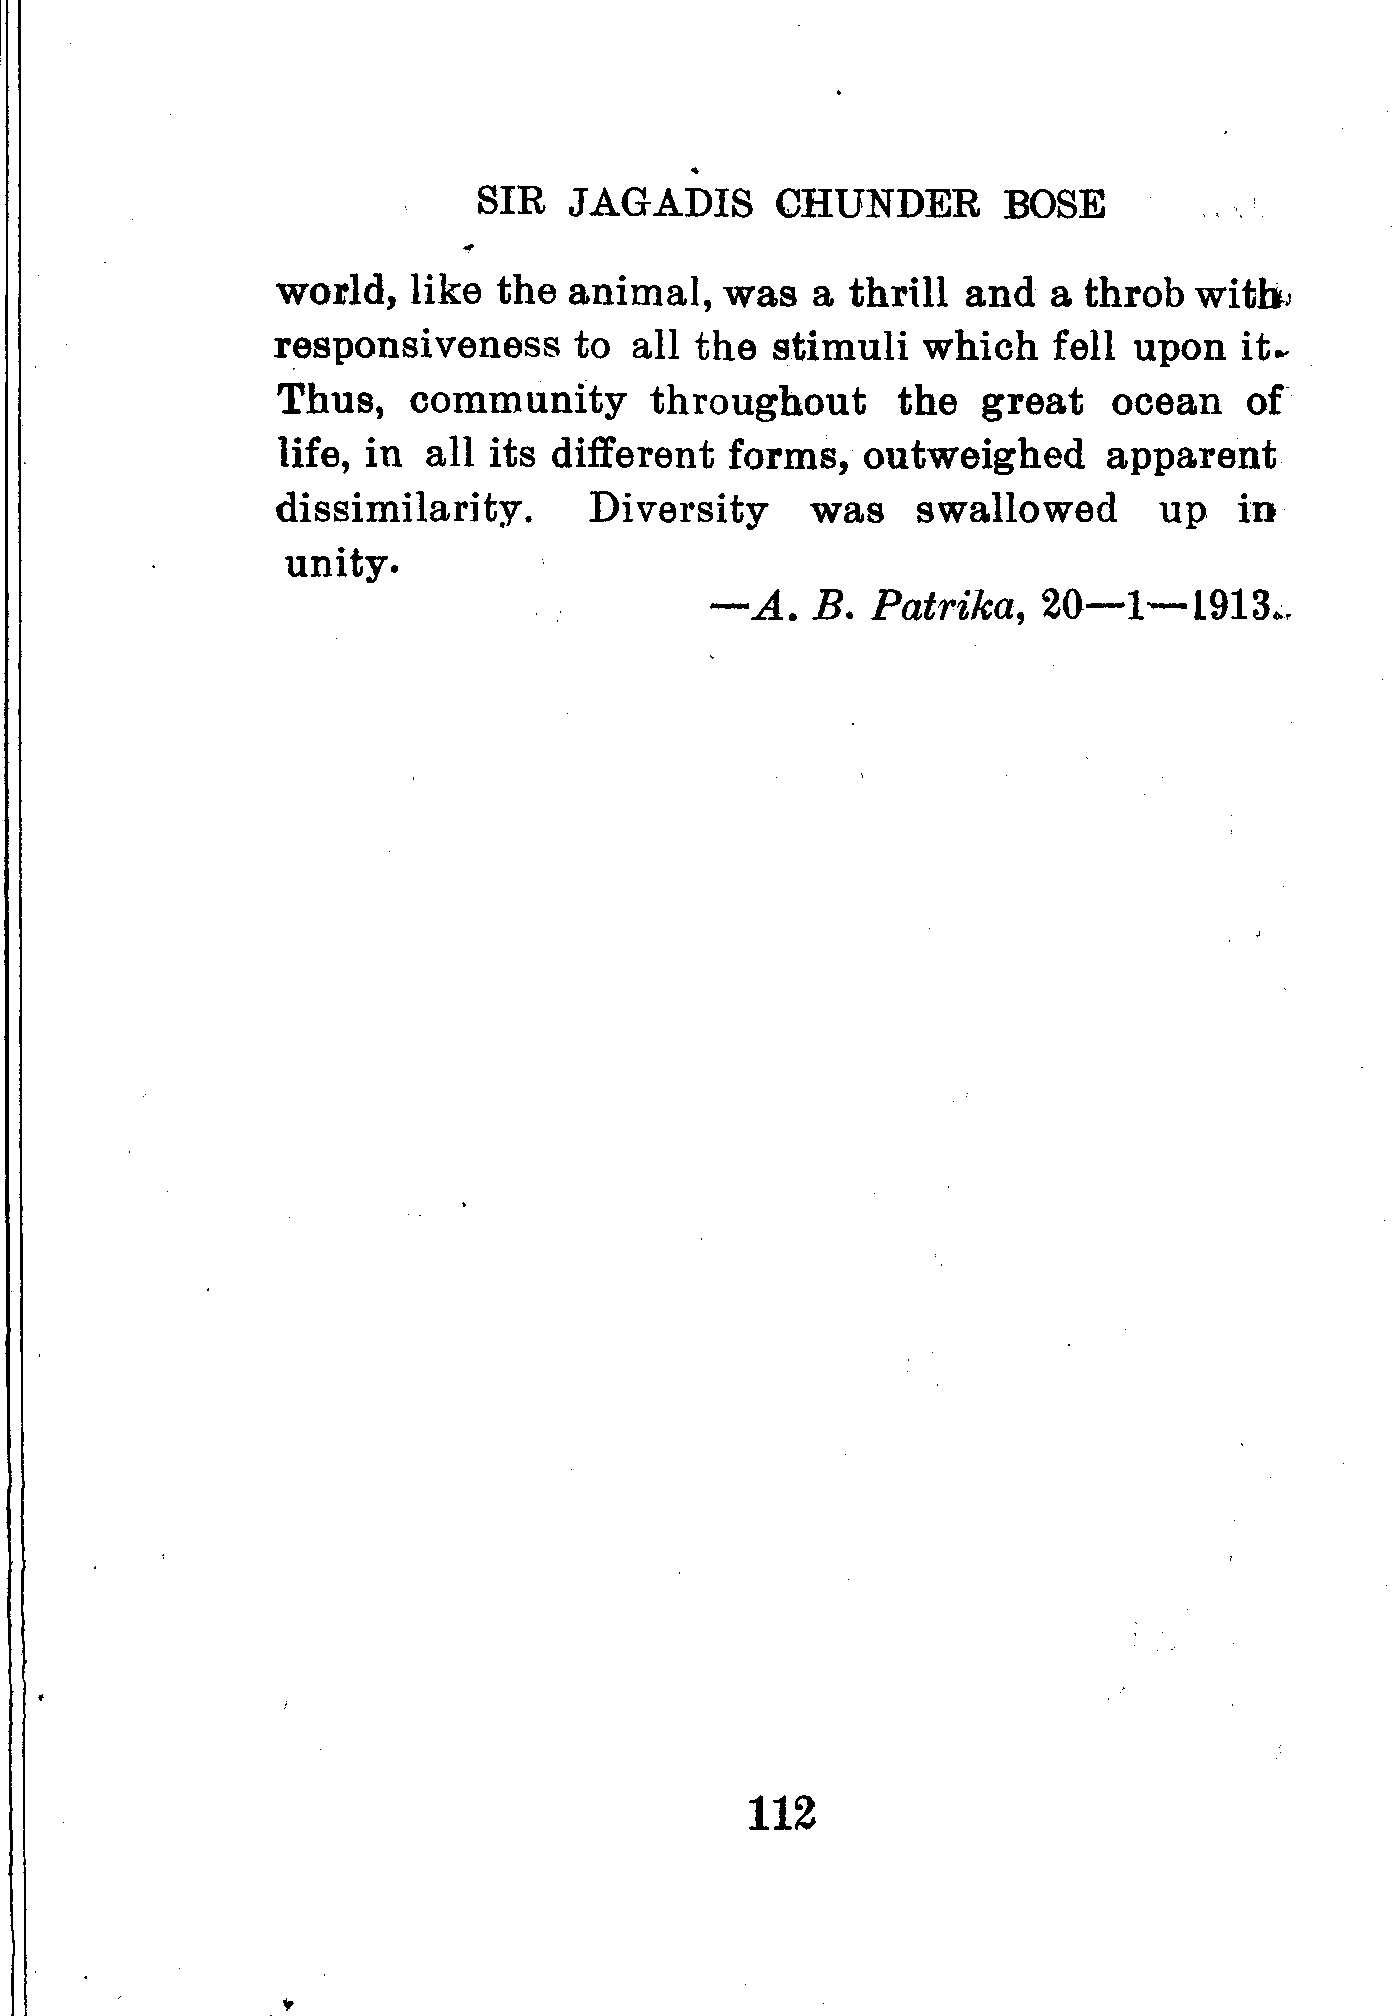 SIR JAGADIS CHUNDER BOSE
world, like the animal, was a thrill and a throb with
responsiveness to all the stimuli which fell upon it.
Thus, community throughout the great ocean of
life, in all its different forms, outweighed apparent
dissimilarity. Diversity was swallowed up in
unity.
—A. B. Patrika, 20—1—1913.
112